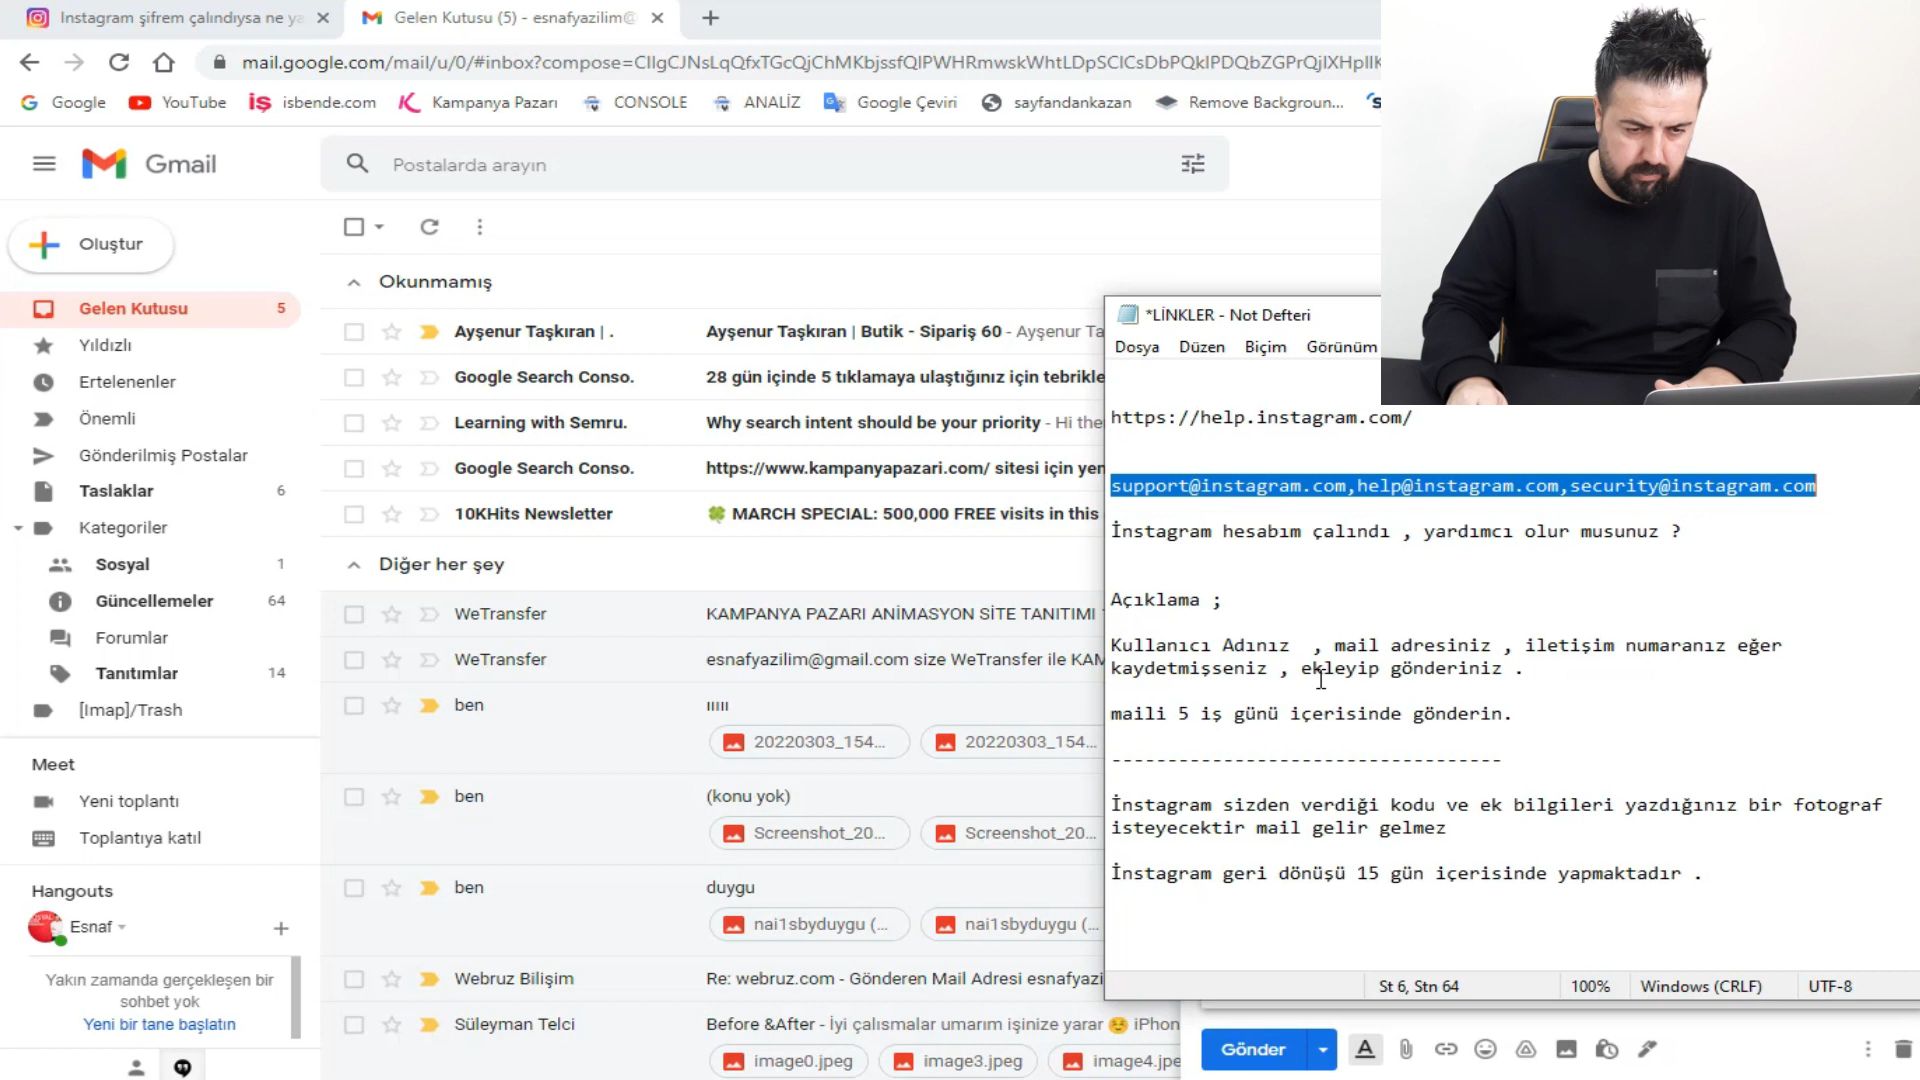 Instagram şifrem çalındıysa ne ya
Gelen Kutusu (5) - esnafyazilim@
mail.google.com/mail/u/0/#inbox?compose=
Google
YouTube
isbende.com
Kampanya Pazarı
CONSOLE
ANALİZ
Google Çeviri
sayfandankazan
Remove Backgroun...
Gmail
Postalarda arayın
Oluştur
Gelen Kutusu 5
Yıldızlı
Ertelenenler
Önemli
Gönderilmiş Postalar
Taslaklar 6
Kategoriler
Sosyal 1
Güncellemeler 64
Forumlar
Tanıtımlar 14
[Imap]/Trash
Meet
Yeni toplantı
Toplantıya katıl
Hangouts
Esnaf
Yakın zamanda gerçekleşen bir
sohbet yok
Yeni bir tane başlatın
Okunmamış
Ayşenur Taşkıran | . Ayşenur Taşkıran | Butik - Sipariş 60 - Ayşenur Ta
Google Search Conso. 28 gün içinde 5 tıklamaya ulaştığınız için tebrikle
Learning with Semru. Why search intent should be your priority - Hi the
Google Search Conso. https://www.kampanyapazari.com/ sitesi için yen
10KHits Newsletter 🍀 MARCH SPECIAL: 500,000 FREE visits in this
Diğer her şey
WeTransfer KAMPANYA PAZARI ANİMASYON SİTE TANITIMI
WeTransfer esnafyazilim@gmail.com size WeTransfer ile KAM
ben ııııı
20220303_154... 20220303_154...
ben (konu yok)
Screenshot_20... Screenshot_20...
ben duygu
nai1sbyduygu (... nai1sbyduygu (...
Webruz Bilişim Re: webruz.com - Gönderen Mail Adresi esnafyazi
Süleyman Telci Before &After - İyi çalısmalar umarım işinize yarar ☺️ iPhon
image0.jpeg image3.jpeg image4.jpe
*LİNKLER - Not Defteri
Dosya Düzen Biçim Görünüm
https://help.instagram.com/
support@instagram.com,help@instagram.com,security@instagram.com
İnstagram hesabım çalındı , yardımcı olur musunuz ?
Açıklama ;
Kullanıcı Adınız , mail adresiniz , iletişim numaranız eğer
kaydetmişseniz , ekleyip gönderiniz .
maili 5 iş günü içerisinde gönderin.
-----------------------------------
İnstagram sizden verdiği kodu ve ek bilgileri yazdığınız bir fotograf
isteyecektir mail gelir gelmez
İnstagram geri dönüşü 15 gün içerisinde yapmaktadır .
St 6, Stn 64 100% Windows (CRLF) UTF-8
Gönder